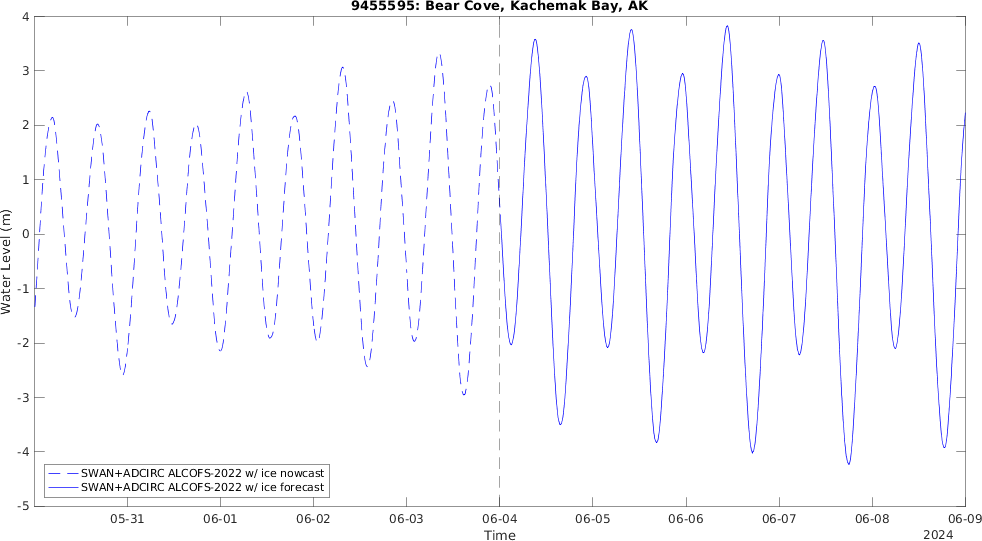 9455595: Bear Cove, Kachemak Bay, AK
4
3
2
1
0
-1
-2
-3
-4
-5
Water Level (m)
SWAN+ADCIRC ALCOFS-2022 w/ ice nowcast
SWAN+ADCIRC ALCOFS-2022 w/ ice forecast
05-31 06-01 06-02 06-03 06-04 06-05 06-06 06-07 06-08 06-09
Time
2024